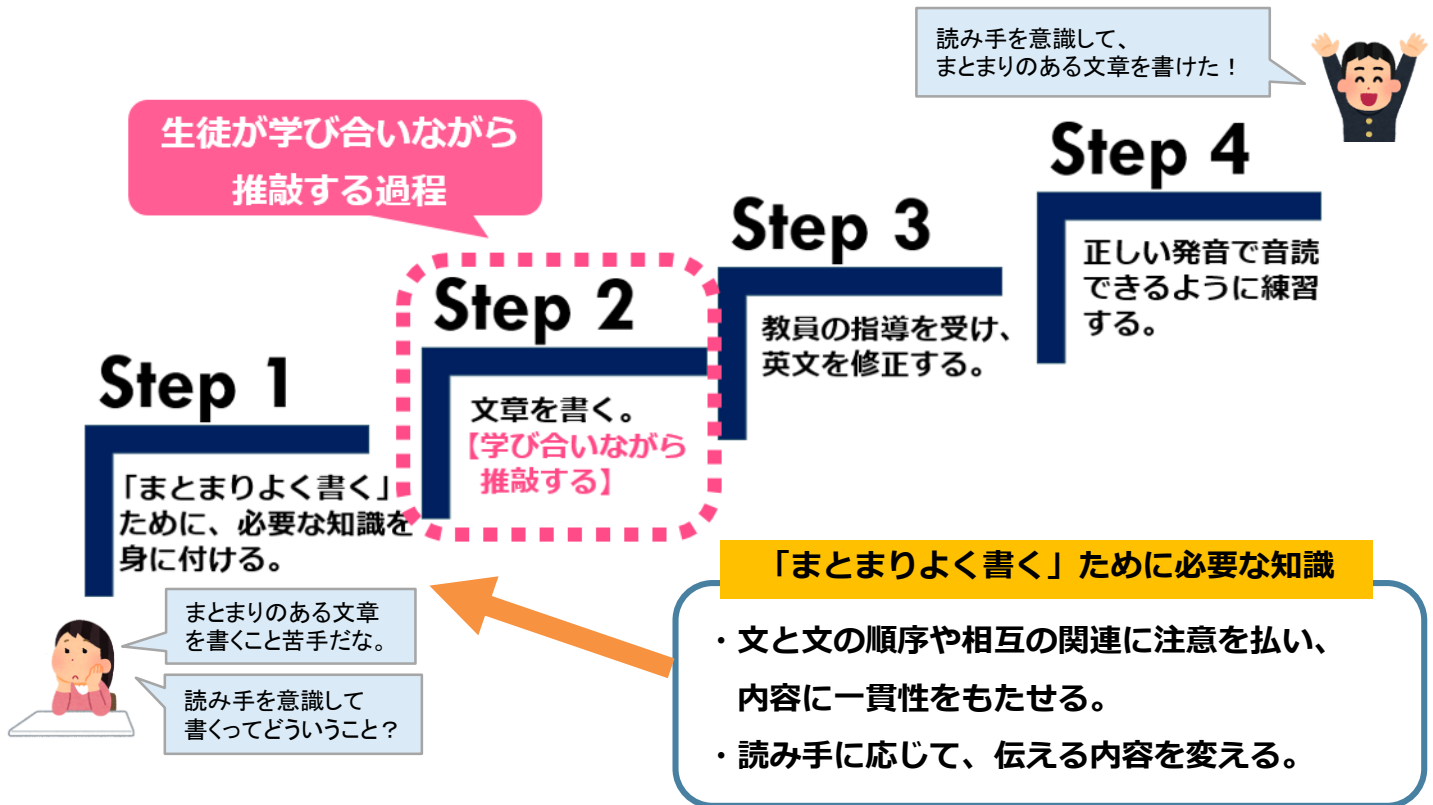 読み手を意識して、
まとまりのある文章を書けた！
生徒が学び合いながら
推敲する過程
Step 4
正しい発音で音読
できるように練習
する。
Step 3
教員の指導を受け、
英文を修正する。
Step 2
文章を書く。
【学び合いながら
推敲する】
Step 1
「まとまりよく書く」
ために、必要な知識を
身に付ける。
まとまりのある文章
を書くこと苦手だな。
読み手を意識して
書くってどういうこと？
「まとまりよく書く」ために必要な知識
・文と文の順序や相互の関連に注意を払い、
内容に一貫性をもたせる。
・読み手に応じて、伝える内容を変える。